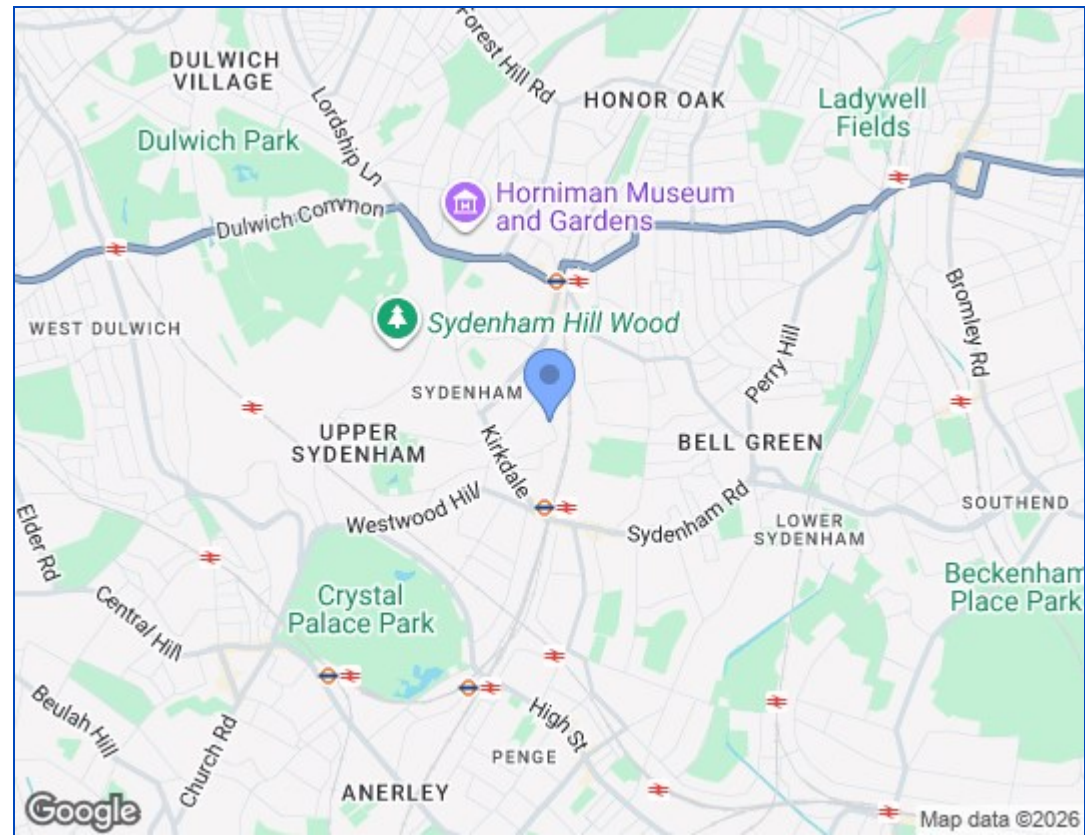 DULWICH
VILLAGE
Dulwich Park
Lordship Ln
Forest Hill Rd
HONOR OAK
Ladywell
Fields
Horniman Museum
and Gardens
Dulwich Common
WEST DULWICH
Sydenham Hill Wood
SYDENHAM
Perry Hill
Bromley Rd
UPPER
SYDENHAM
Kirkdale
BELL GREEN
Westwood Hill
Sydenham Rd
LOWER
SYDENHAM
SOUTHEND
Elder Rd
Central Hill
Crystal
Palace Park
Beckenham
Place Park
Beulah Hill
Church Rd
High St
PENGE
ANERLEY
Google
Map data ©2026